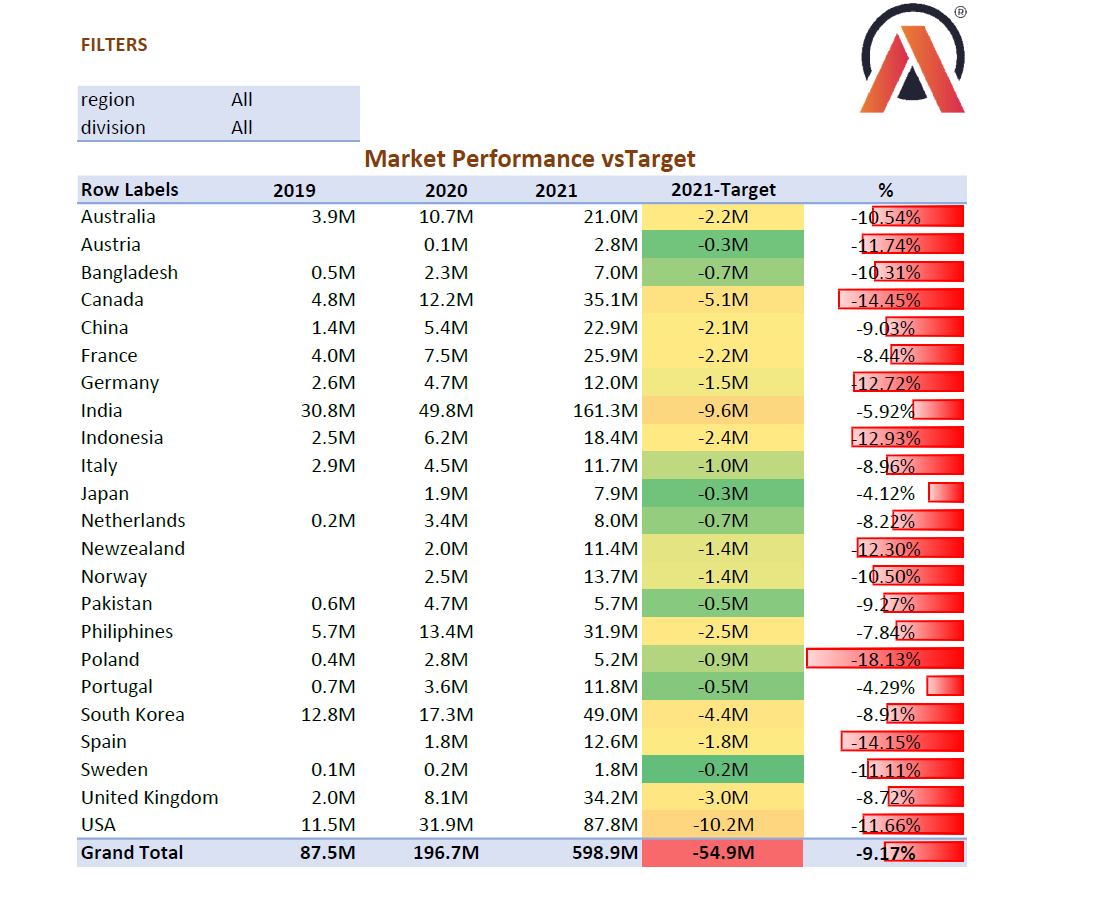 ®
FILTERS
region All
division All
Market Performance vsTarget
Row Labels 2019 2020 2021 2021-Target %
Australia 3.9M 10.7M 21.0M -2.2M -10.54%
Austria 0.1M 2.8M -0.3M -11.74%
Bangladesh 0.5M 2.3M 7.0M -0.7M -10.31%
Canada 4.8M 12.2M 35.1M -5.1M -14.45%
China 1.4M 5.4M 22.9M -2.1M -9.03%
France 4.0M 7.5M 25.9M -2.2M -8.44%
Germany 2.6M 4.7M 12.0M -1.5M -12.72%
India 30.8M 49.8M 161.3M -9.6M -5.92%
Indonesia 2.5M 6.2M 18.4M -2.4M -12.93%
Italy 2.9M 4.5M 11.7M -1.0M -8.96%
Japan 1.9M 7.9M -0.3M -4.12%
Netherlands 0.2M 3.4M 8.0M -0.7M -8.22%
Newzealand 2.0M 11.4M -1.4M -12.30%
Norway 2.5M 13.7M -1.4M -10.50%
Pakistan 0.6M 4.7M 5.7M -0.5M -9.27%
Philiphines 5.7M 13.4M 31.9M -2.5M -7.84%
Poland 0.4M 2.8M 5.2M -0.9M -18.13%
Portugal 0.7M 3.6M 11.8M -0.5M -4.29%
South Korea 12.8M 17.3M 49.0M -4.4M -8.91%
Spain 1.8M 12.6M -1.8M -14.15%
Sweden 0.1M 0.2M 1.8M -0.2M -11.11%
United Kingdom 2.0M 8.1M 34.2M -3.0M -8.72%
USA 11.5M 31.9M 87.8M -10.2M -11.66%
Grand Total 87.5M 196.7M 598.9M -54.9M -9.17%